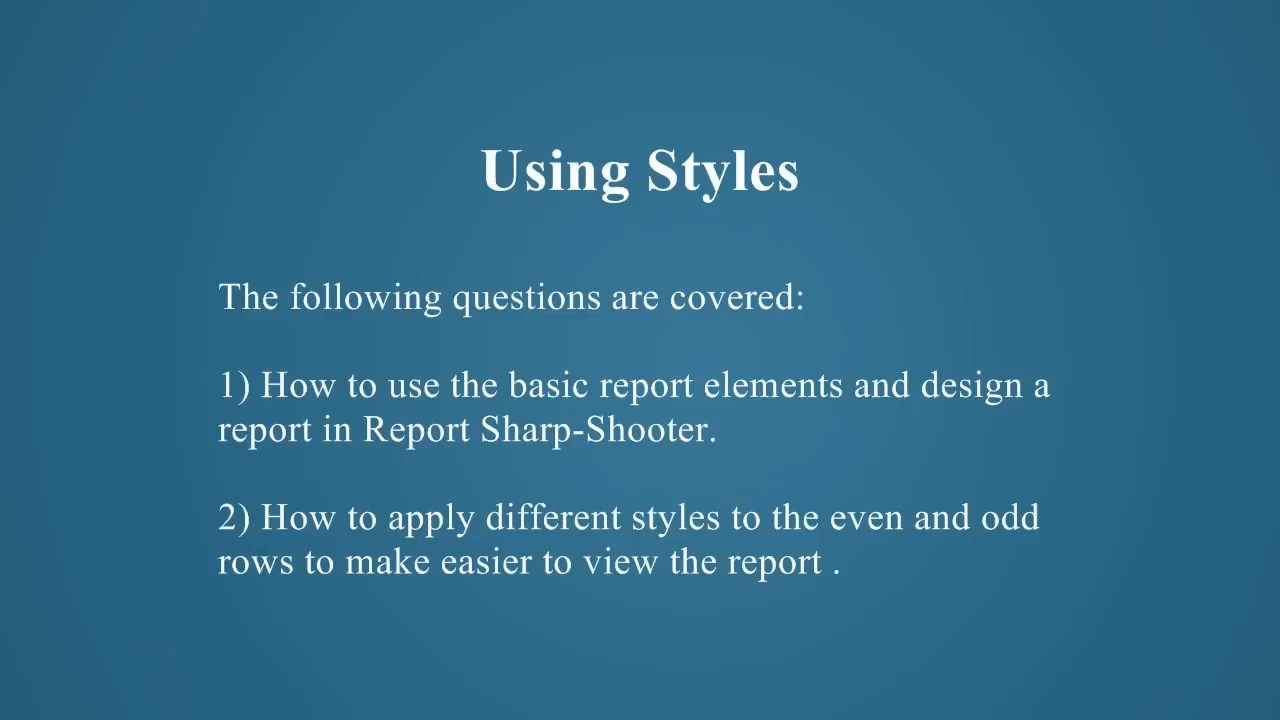 Using Styles
The following questions are covered:
1) How to use the basic report elements and design a
report in Report Sharp-Shooter.
2) How to apply different styles to the even and odd
rows to make easier to view the report .